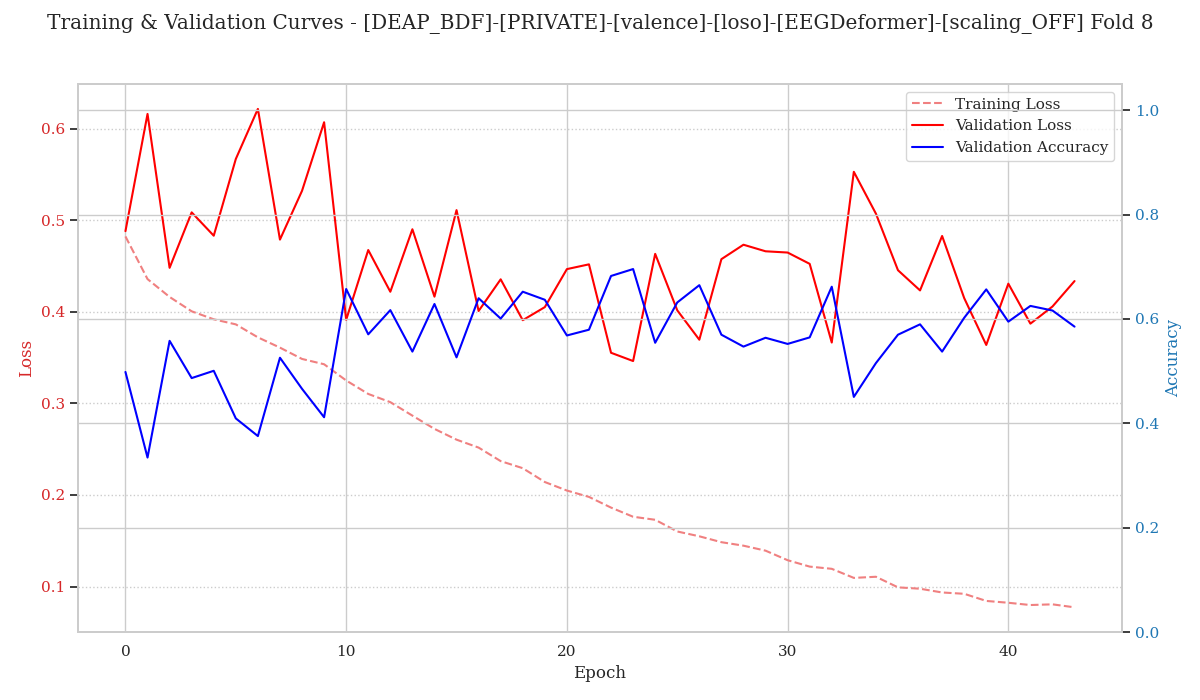 Training & Validation Curves - [DEAP_BDF]-[PRIVATE]-[valence]-[loso]-[EEGDeformer]-[scaling_OFF] Fold 8
Training Loss
Validation Loss
Validation Accuracy
0.6
0.5
0.4
0.3
0.2
0.1
Loss
1.0
0.8
0.6
0.4
0.2
0.0
Accuracy
0
10
20
30
40
Epoch